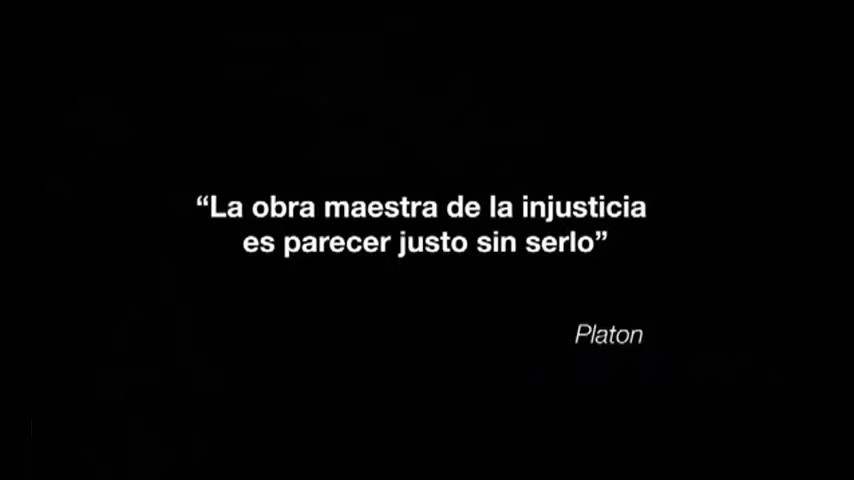 “La obra maestra de la injusticia
es parecer justo sin serlo”
Platon